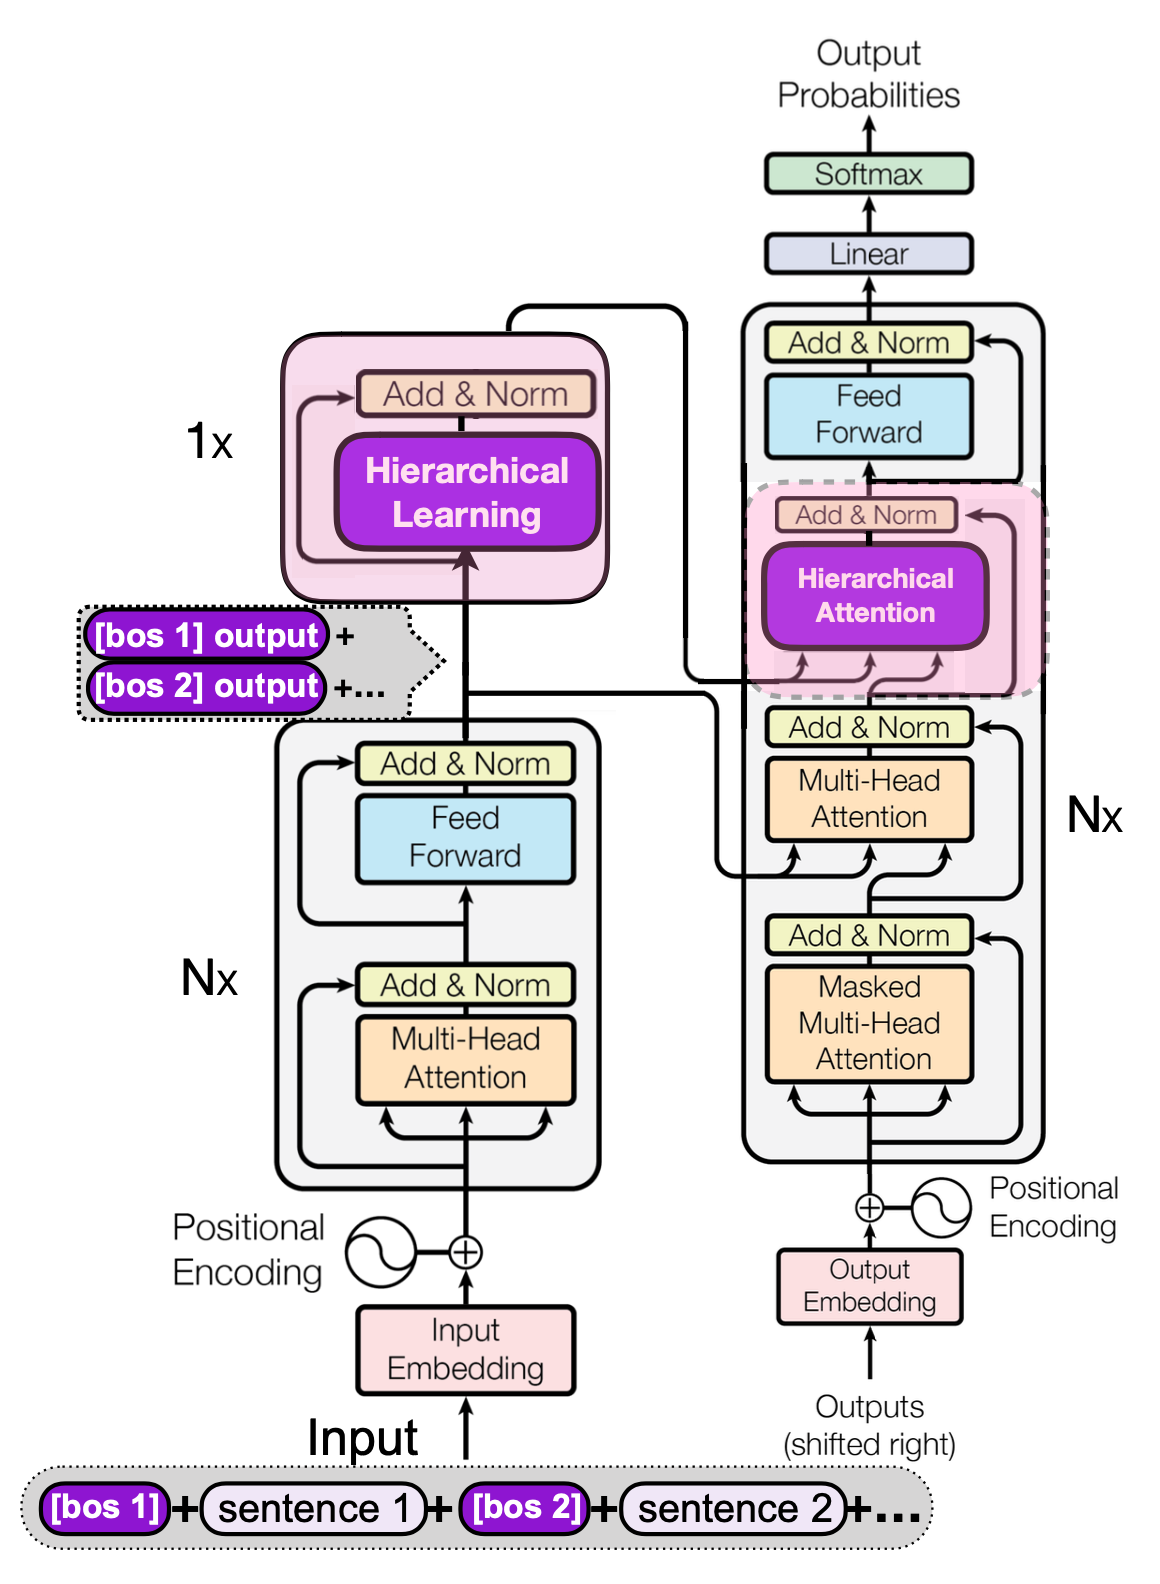 Output
Probabilities
Softmax
Linear
Add & Norm
Feed
Forward
Add & Norm
Hierarchical
Attention
Add & Norm
Multi-Head
Attention
Nx
Add & Norm
Masked
Multi-Head
Attention
Positional
Encoding
Output
Embedding
Outputs
(shifted right)
1x
Add & Norm
Hierarchical
Learning
[bos 1] output +
[bos 2] output +...
Add & Norm
Feed
Forward
Nx
Add & Norm
Multi-Head
Attention
Positional
Encoding
Input
Embedding
Input
[bos 1] + sentence 1 + [bos 2] + sentence 2 +...